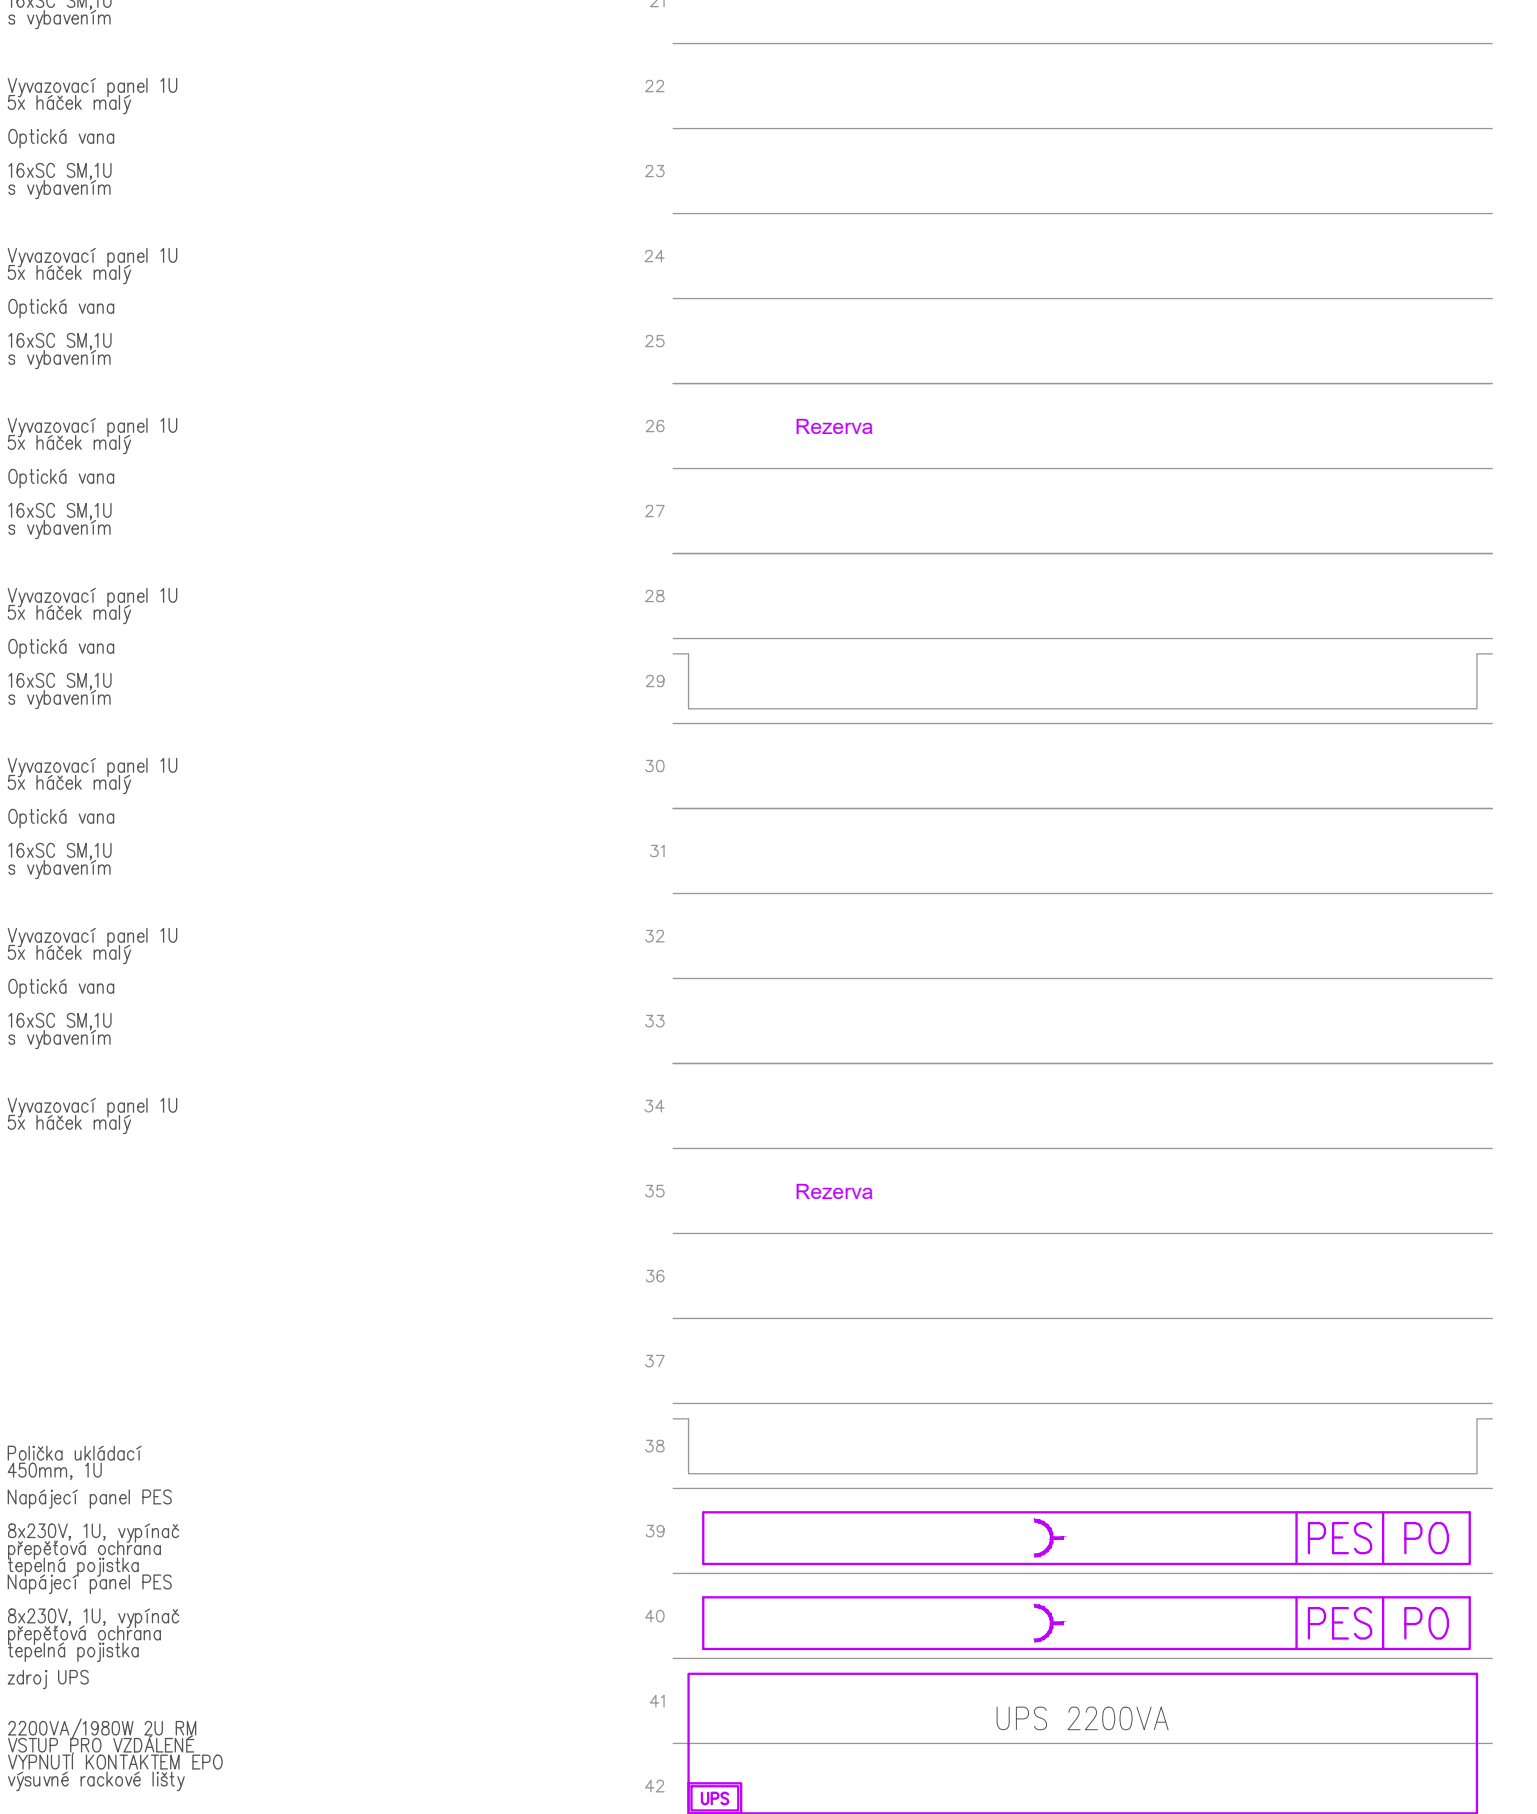 16xSC SM,1U
s vybavením
21
Vyvazovací panel 1U
5x háček malý
22
Optická vana
16xSC SM,1U
s vybavením
23
Vyvazovací panel 1U
5x háček malý
24
Optická vana
16xSC SM,1U
s vybavením
25
Vyvazovací panel 1U
5x háček malý
26
Rezerva
Optická vana
16xSC SM,1U
s vybavením
27
Vyvazovací panel 1U
5x háček malý
28
Optická vana
16xSC SM,1U
s vybavením
29
Vyvazovací panel 1U
5x háček malý
30
Optická vana
16xSC SM,1U
s vybavením
31
Vyvazovací panel 1U
5x háček malý
32
Optická vana
16xSC SM,1U
s vybavením
33
Vyvazovací panel 1U
5x háček malý
34
35
Rezerva
36
37
Polička ukládací
450mm, 1U
38
Napájecí panel PES
8x230V, 1U, vypínač
přepěťová ochrana
tepelná pojistka
39
PES PO
Napájecí panel PES
8x230V, 1U, vypínač
přepěťová ochrana
tepelná pojistka
40
PES PO
zdroj UPS
2200VA/1980W 2U RM
VSTUP PRO VZDÁLENÉ
VYPNUTÍ KONTAKTEM EPO
výsuvné rackové lišty
41
UPS 2200VA
42
UPS